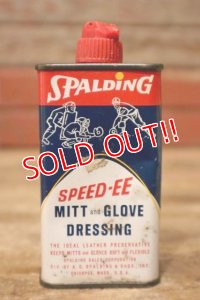 SPALDING
SOLD OUT!!
SPEED-EE
MITT and GLOVE
DRESSING
THE IDEAL LEATHER PRESERVATIVE
KEEPS MITTS and GLOVES SOFT and FLEXIBLE
SPALDING SALES CORPORATION
DIV. OF A. G. SPALDING & BROS., INC.
CHICOPEE, MASS., U.S.A.